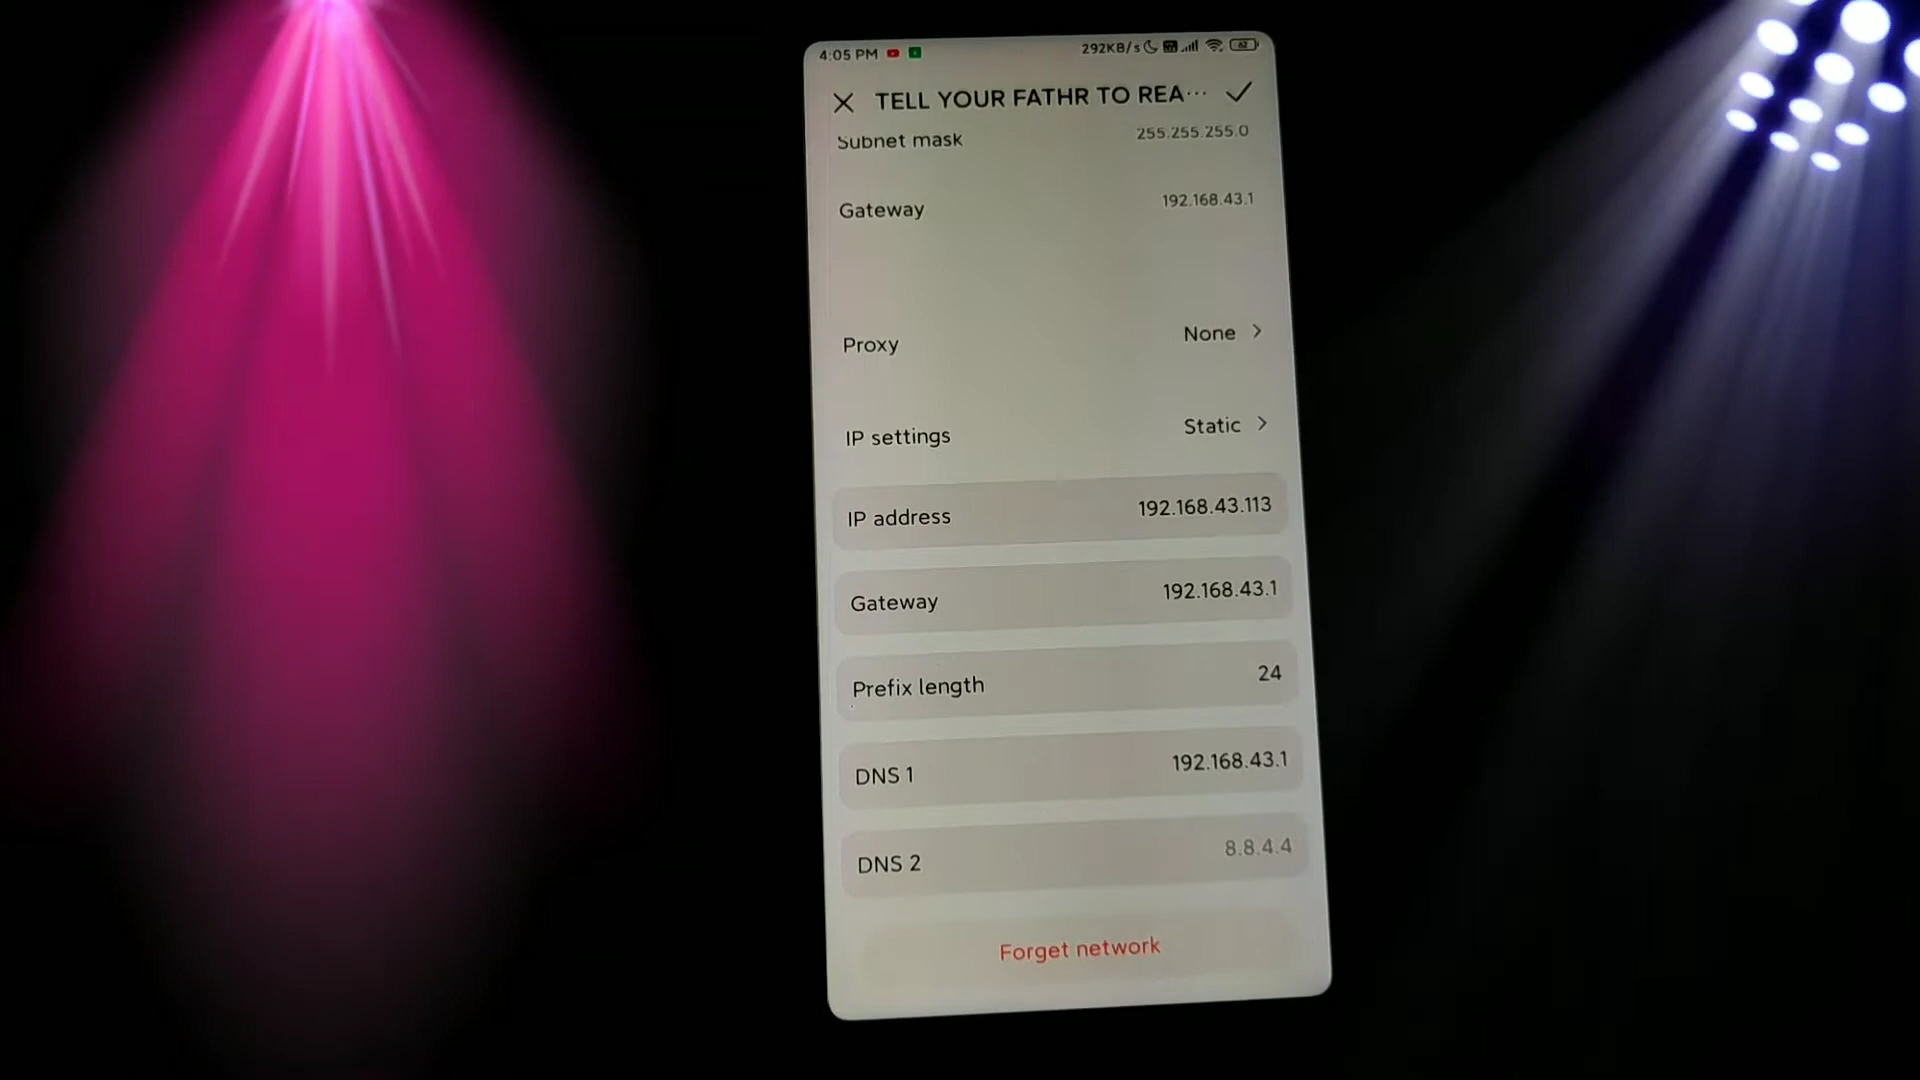 4:05 PM 292KB/s 62
TELL YOUR FATHR TO REA...
Subnet mask 255.255.255.0
Gateway 192.168.43.1
Proxy None
IP settings Static
IP address 192.168.43.113
Gateway 192.168.43.1
Prefix length 24
DNS 1 192.168.43.1
DNS 2 8.8.4.4
Forget network